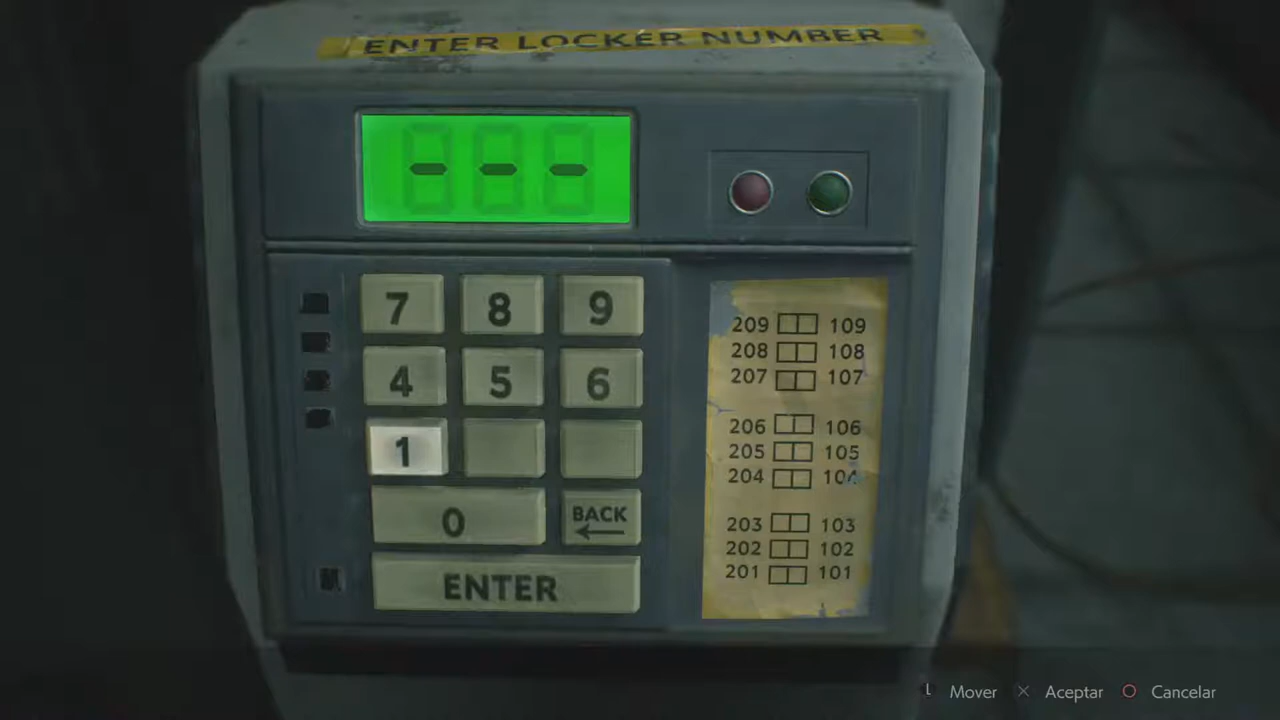 ENTER LOCKER NUMBER
7 8 9
4 5 6
1
0 BACK
ENTER
209 109
208 108
207 107
206 106
205 105
204 104
203 103
202 102
201 101
L Mover X Aceptar O Cancelar